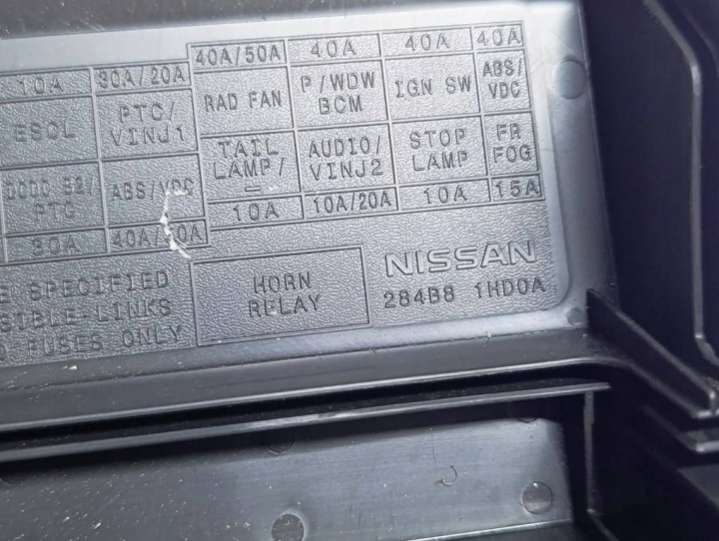 10A 30A/20A 40A/50A 40A 40A 40A
ESCL PTC/ VINJ1 RAD FAN P/WDW BCM IGN SW ABS/ VDC
PTC ABS/VDC TAIL LAMP/ — AUDIO/ VINJ2 STOP LAMP FR FOG
30A 10A 10A/20A 10A 15A
E SPECIFIED
SIBLE-LINKS
FUSES ONLY
HORN
RELAY
NISSAN
284B8 1HD0A